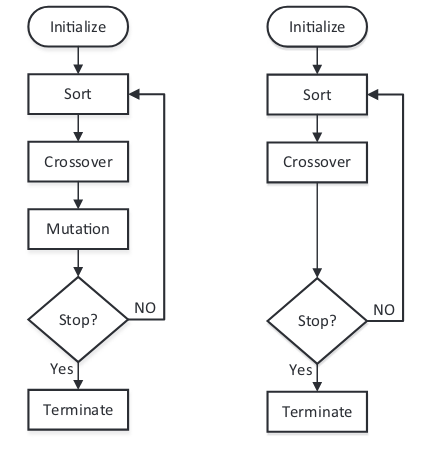 Initialize
Sort
Crossover
Mutation
Stop?
NO
Yes
Terminate
Initialize
Sort
Crossover
Stop?
NO
Yes
Terminate